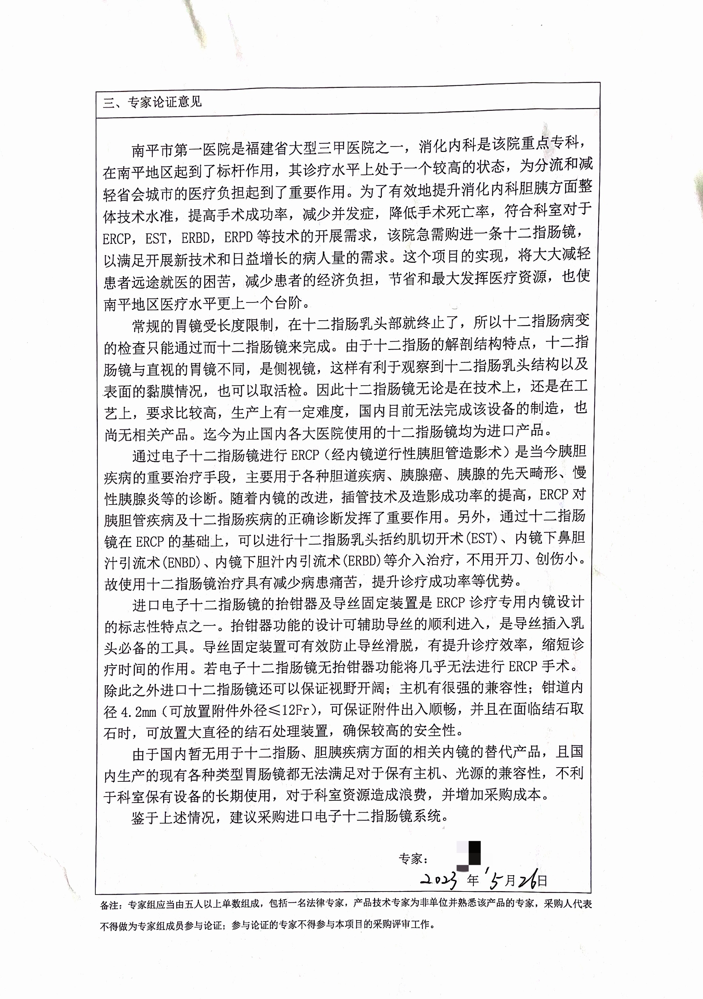 三、专家论证意见
南平市第一医院是福建省大型三甲医院之一，消化内科是该院重点专科，
在南平地区起到了标杆作用，其诊疗水平上处于一个较高的状态，为分流和减
轻省会城市的医疗负担起到了重要作用。为了有效地提升消化内科胆胰方面整
体技术水准，提高手术成功率，减少并发症，降低手术死亡率，符合科室对于
ERCP，EST，ERBD，ERPD 等技术的开展需求，该院急需购进一条十二指肠镜，
以满足开展新技术和日益增长的病人量的需求。这个项目的实现，将大大减轻
患者远途就医的困苦，减少患者的经济负担，节省和最大发挥医疗资源，也使
南平地区医疗水平更上一个台阶。
常规的胃镜受长度限制，在十二指肠乳头部就终止了，所以十二指肠病变
的检查只能通过而十二指肠镜来完成。由于十二指肠的解剖结构特点，十二指
肠镜与直视的胃镜不同，是侧视镜，这样有利于观察到十二指肠乳头结构以及
表面的黏膜情况，也可以取活检。因此十二指肠镜无论是在技术上，还是在工
艺上，要求比较高，生产上有一定难度，国内目前无法完成该设备的制造，也
尚无相关产品。迄今为止国内各大医院使用的十二指肠镜均为进口产品。
通过电子十二指肠镜进行 ERCP（经内镜逆行性胰胆管造影术）是当今胰胆
疾病的重要治疗手段，主要用于各种胆道疾病、胰腺癌、胰腺的先天畸形、慢
性胰腺炎等的诊断。随着内镜的改进，插管技术及造影成功率的提高，ERCP 对
胰胆管疾病及十二指肠疾病的正确诊断发挥了重要作用。另外，通过十二指肠
镜在 ERCP 的基础上，可以进行十二指肠乳头括约肌切开术(EST)、内镜下鼻胆
汁引流术(ENBD)、内镜下胆汁内引流术(ERBD)等介入治疗，不用开刀、创伤小。
故使用十二指肠镜治疗具有减少病患痛苦，提升诊疗成功率等优势。
进口电子十二指肠镜的抬钳器及导丝固定装置是 ERCP 诊疗专用内镜设计
的标志性特点之一。抬钳器功能的设计可辅助导丝的顺利进入，是导丝插入乳
头必备的工具。导丝固定装置可有效防止导丝滑脱，有提升诊疗效率，缩短诊
疗时间的作用。若电子十二指肠镜无抬钳器功能将几乎无法进行 ERCP 手术。
除此之外进口十二指肠镜还可以保证视野开阔；主机有很强的兼容性；钳道内
径 4.2mm（可放置附件外径≤12Fr），可保证附件出入顺畅，并且在面临结石取
石时，可放置大直径的结石处理装置，确保较高的安全性。
由于国内暂无用于十二指肠、胆胰疾病方面的相关内镜的替代产品，且国
内生产的现有各种类型胃肠镜都无法满足对于保有主机、光源的兼容性，不利
于科室保有设备的长期使用，对于科室资源造成浪费，并增加采购成本。
鉴于上述情况，建议采购进口电子十二指肠镜系统。
专家：
2023 年 5 月 26 日
备注：专家组应当由五人以上单数组成，包括一名法律专家，产品技术专家为非单位并熟悉该产品的专家，采购人代表
不得做为专家组成员参与论证；参与论证的专家不得参与本项目的采购评审工作。